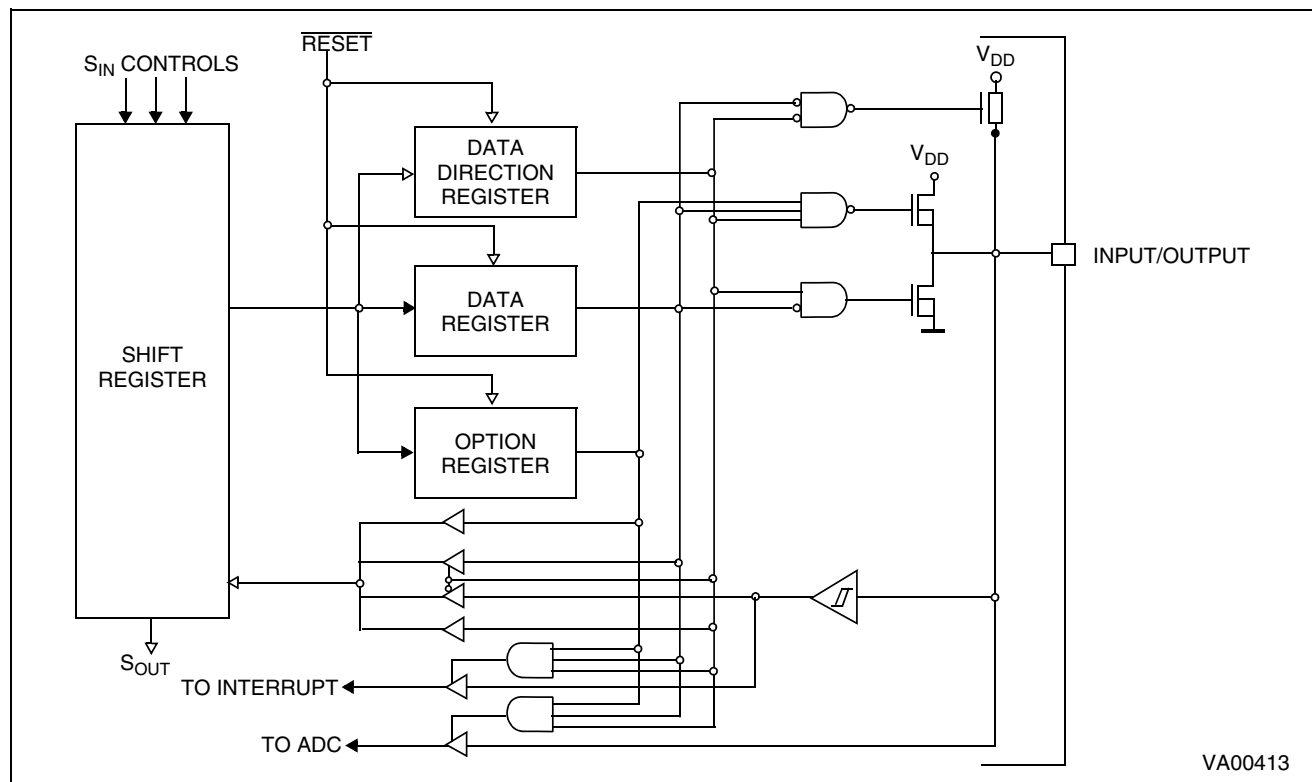 RESET
S_IN CONTROLS
V_DD
DATA
DIRECTION
REGISTER
V_DD
INPUT/OUTPUT
DATA
REGISTER
SHIFT
REGISTER
OPTION
REGISTER
S_OUT
TO INTERRUPT
TO ADC
VA00413